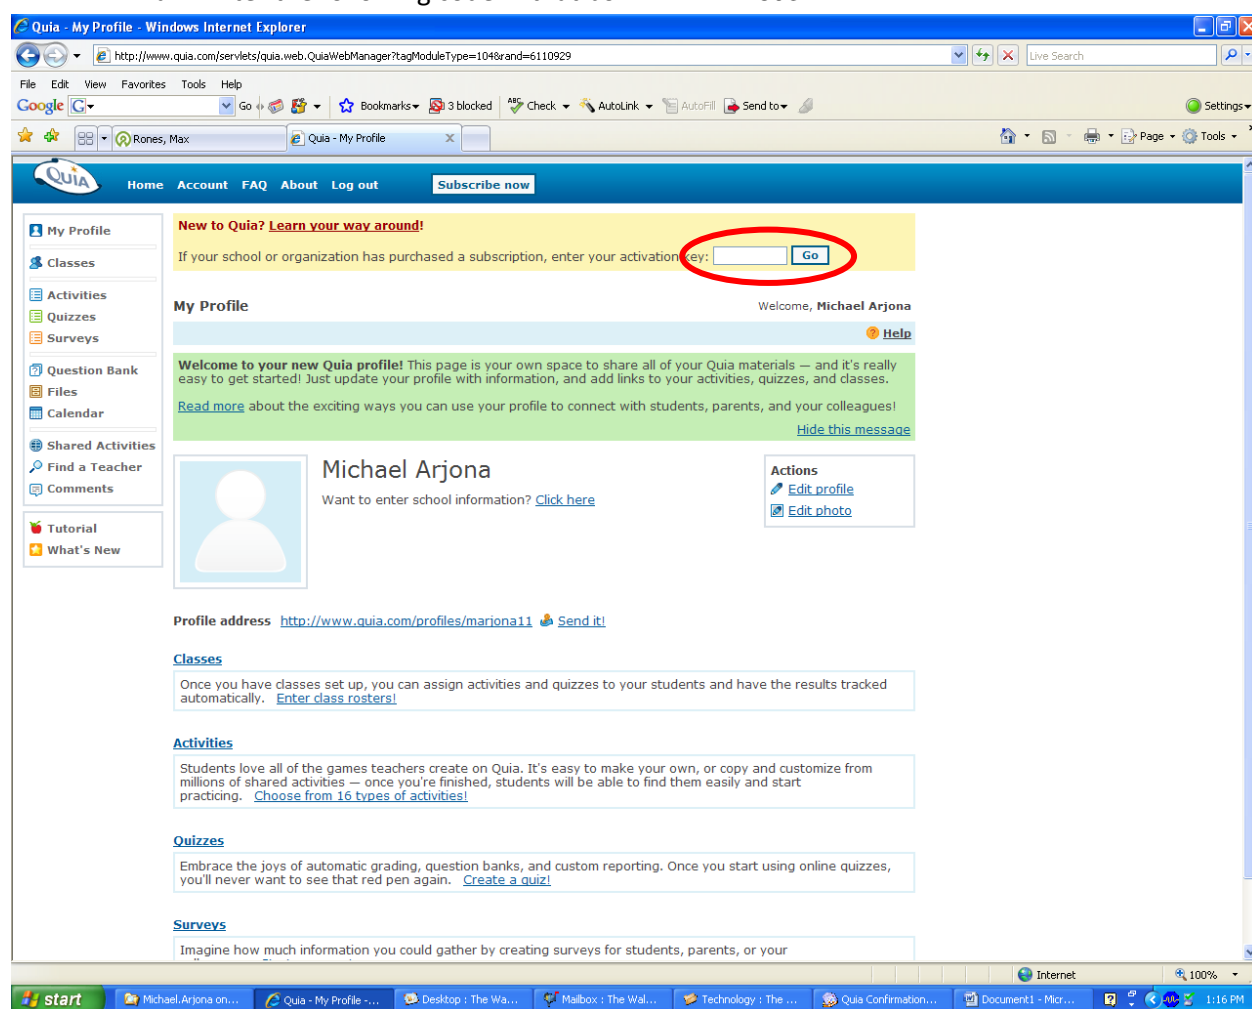 Quia - My Profile - Windows Internet Explorer
http://www.quia.com/servlets/quia.web.QuiaWebManager?tagModuleType=104&rand=6110929
Live Search
File Edit View Favorites Tools Help
Google G Go Bookmarks 3 blocked ABC Check AutoLink AutoFill Send to Settings
Rones, Max Quia - My Profile X Page Tools
QUIA Home Account FAQ About Log out Subscribe now
My Profile
Classes
Activities
Quizzes
Surveys
Question Bank
Files
Calendar
Shared Activities
Find a Teacher
Comments
Tutorial
What's New
New to Quia? Learn your way around!
If your school or organization has purchased a subscription, enter your activation key: Go
My Profile Welcome, Michael Arjona
Help
Welcome to your new Quia profile! This page is your own space to share all of your Quia materials — and it's really
easy to get started! Just update your profile with information, and add links to your activities, quizzes, and classes.
Read more about the exciting ways you can use your profile to connect with students, parents, and your colleagues!
Hide this message
Michael Arjona
Want to enter school information? Click here
Actions
Edit profile
Edit photo
Profile address http://www.quia.com/profiles/marjona11 Send it!
Classes
Once you have classes set up, you can assign activities and quizzes to your students and have the results tracked
automatically. Enter class rosters!
Activities
Students love all of the games teachers create on Quia. It's easy to make your own, or copy and customize from
millions of shared activities — once you're finished, students will be able to find them easily and start
practicing. Choose from 16 types of activities!
Quizzes
Embrace the joys of automatic grading, question banks, and custom reporting. Once you start using online quizzes,
you'll never want to see that red pen again. Create a quiz!
Surveys
Imagine how much information you could gather by creating surveys for students, parents, or your
Internet 100%
start Michael.Arjona on... Quia - My Profile -... Desktop : The Wa... Mailbox : The Wal... Technology : The ... Quia Confirmation... Document1 - Micr... 1:16 PM